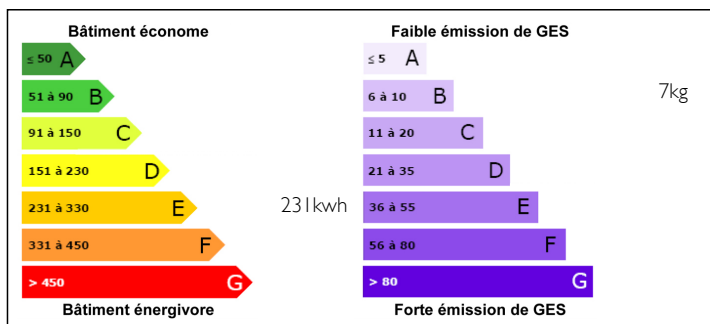 Bâtiment économe
≤ 50 A
51 à 90 B
91 à 150 C
151 à 230 D
231 à 330 E
231kwh
331 à 450 F
> 450 G
Bâtiment énergivore
Faible émission de GES
≤ 5 A
6 à 10 B
7kg
11 à 20 C
21 à 35 D
36 à 55 E
56 à 80 F
> 80 G
Forte émission de GES